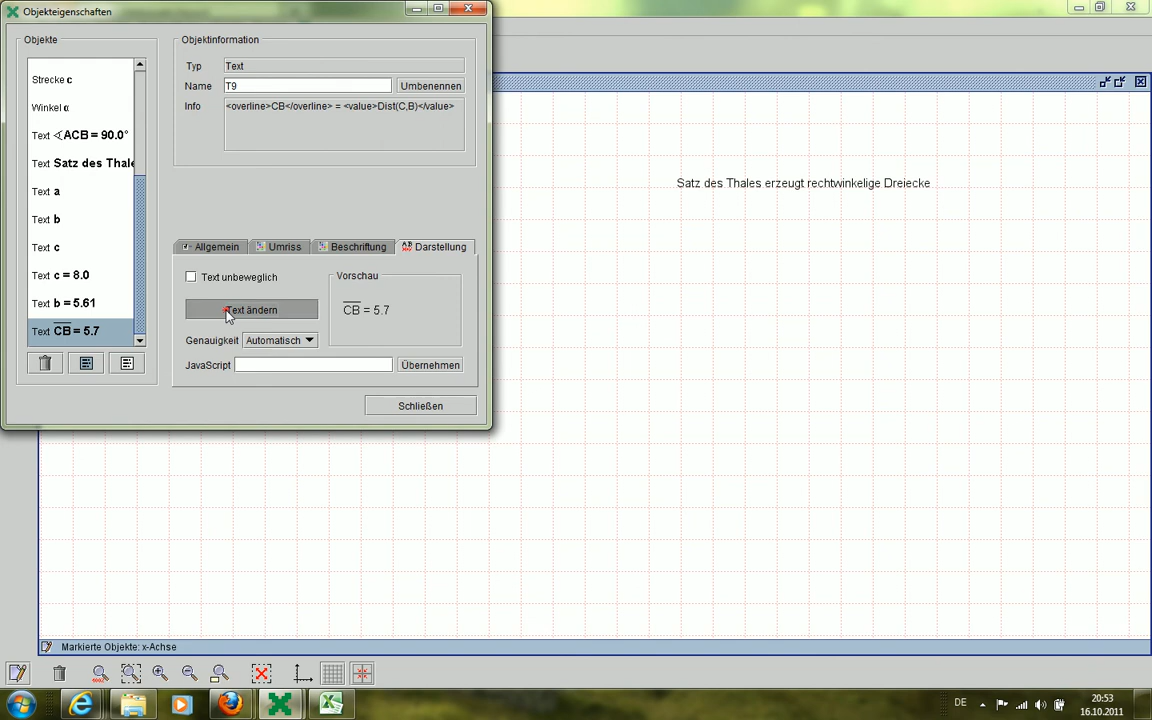 Objekteigenschaften
Objekte
Strecke c
Winkel α
Text ∢ACB = 90.0°
Text Satz des Thale
Text a
Text b
Text c
Text c = 8.0
Text b = 5.61
Text CB = 5.7
Objektinformation
Typ Text
Name T9 Umbenennen
Info <overline>CB</overline> = <value>Dist(C,B)</value>
Allgemein Umriss Beschriftung Darstellung
Text unbeweglich
Vorschau
Text ändern
CB = 5.7
Genauigkeit Automatisch
JavaScript Übernehmen
Schließen
Satz des Thales erzeugt rechtwinkelige Dreiecke
Markierte Objekte: x-Achse
DE
20:53
16.10.2011